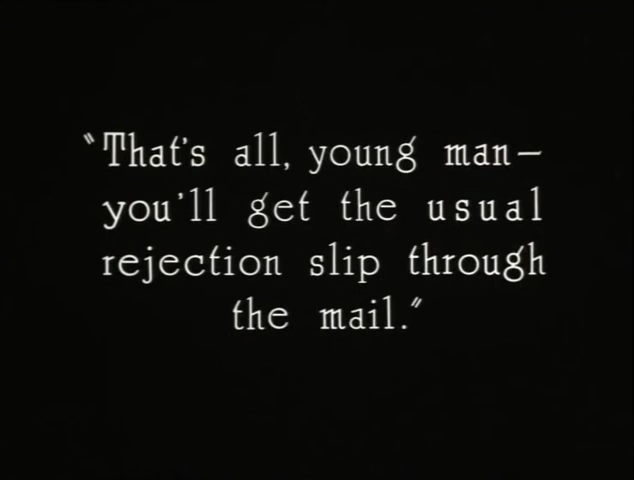 "That's all, young man—
you'll get the usual
rejection slip through
the mail."